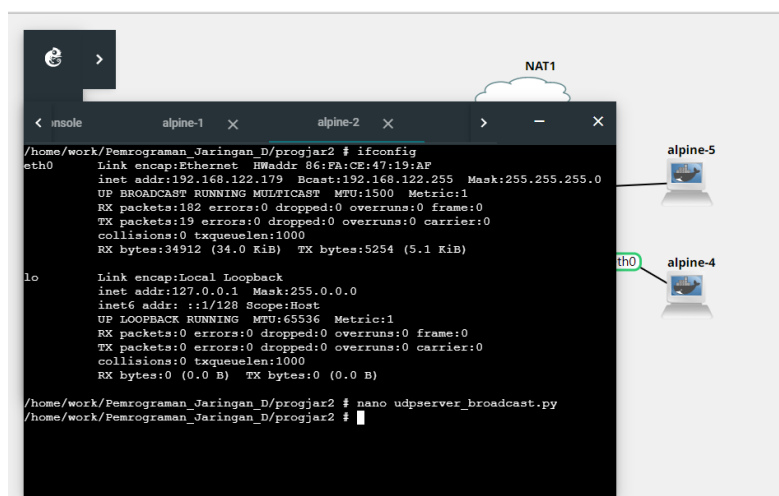 NAT1
onsole
alpine-1
alpine-2
alpine-5
/home/work/Pemrograman_Jaringan_D/progjar2 # ifconfig
eth0 Link encap:Ethernet HWaddr 86:FA:CE:47:19:AF
inet addr:192.168.122.179 Bcast:192.168.122.255 Mask:255.255.255.0
UP BROADCAST RUNNING MULTICAST MTU:1500 Metric:1
RX packets:182 errors:0 dropped:0 overruns:0 frame:0
TX packets:19 errors:0 dropped:0 overruns:0 carrier:0
collisions:0 txqueuelen:1000
RX bytes:34912 (34.0 KiB) TX bytes:5254 (5.1 KiB)
th0
alpine-4
lo Link encap:Local Loopback
inet addr:127.0.0.1 Mask:255.0.0.0
inet6 addr: ::1/128 Scope:Host
UP LOOPBACK RUNNING MTU:65536 Metric:1
RX packets:0 errors:0 dropped:0 overruns:0 frame:0
TX packets:0 errors:0 dropped:0 overruns:0 carrier:0
collisions:0 txqueuelen:1000
RX bytes:0 (0.0 B) TX bytes:0 (0.0 B)
/home/work/Pemrograman_Jaringan_D/progjar2 # nano udpserver_broadcast.py
/home/work/Pemrograman_Jaringan_D/progjar2 #